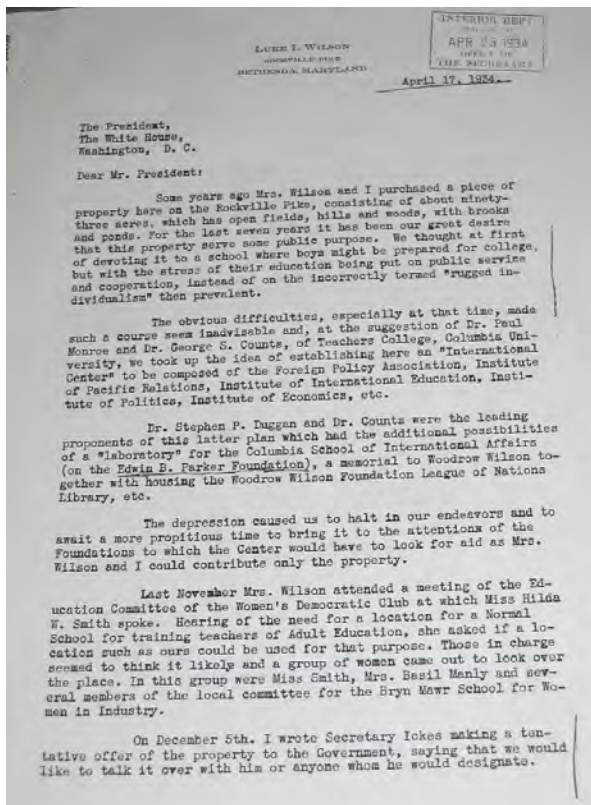 INTERIOR DEPT
APR 23 1934
OFFICE OF
THE SECRETARY
LUKE I. WILSON
ROCKVILLE PIKE
BETHESDA, MARYLAND
April 17, 1934.
The President,
The White House,
Washington, D. C.
Dear Mr. President:
Some years ago Mrs. Wilson and I purchased a piece of
property here on the Rockville Pike, consisting of about ninety-
three acres, which has open fields, hills and woods, with brooks
and ponds. For the last seven years it has been our great desire
that this property serve some public purpose. We thought at first
of devoting it to a school where boys might be prepared for college,
but with the stress of their education being put on public service
and cooperation, instead of on the incorrectly termed "rugged in-
dividualism" then prevalent.
The obvious difficulties, especially at that time, made
such a course seem inadvisable and, at the suggestion of Dr. Paul
Monroe and Dr. George S. Counts, of Teachers College, Columbia Uni-
versity, we took up the idea of establishing here an "International
Center" to be composed of the Foreign Policy Association, Institute
of Pacific Relations, Institute of International Education, Insti-
tute of Politics, Institute of Economics, etc.
Dr. Stephen P. Duggan and Dr. Counts were the leading
proponents of this latter plan which had the additional possibilities
of a "laboratory" for the Columbia School of International Affairs
(on the Edwin B. Parker Foundation), a memorial to Woodrow Wilson to-
gether with housing the Woodrow Wilson Foundation League of Nations
Library, etc.
The depression caused us to halt in our endeavors and to
await a more propitious time to bring it to the attentions of the
Foundations to which the Center would have to look for aid as Mrs.
Wilson and I could contribute only the property.
Last November Mrs. Wilson attended a meeting of the Ed-
ucation Committee of the Women's Democratic Club at which Miss Hilda
W. Smith spoke. Hearing of the need for a location for a Normal
School for training teachers of Adult Education, she asked if a lo-
cation such as ours could be used for that purpose. Those in charge
seemed to think it likely and a group of women came out to look over
the place. In this group were Miss Smith, Mrs. Basil Manly and sev-
eral members of the local committee for the Bryn Mawr School for Wo-
men in Industry.
On December 5th. I wrote Secretary Ickes making a ten-
tative offer of the property to the Government, saying that we would
like to talk it over with him or anyone whom he would designate.